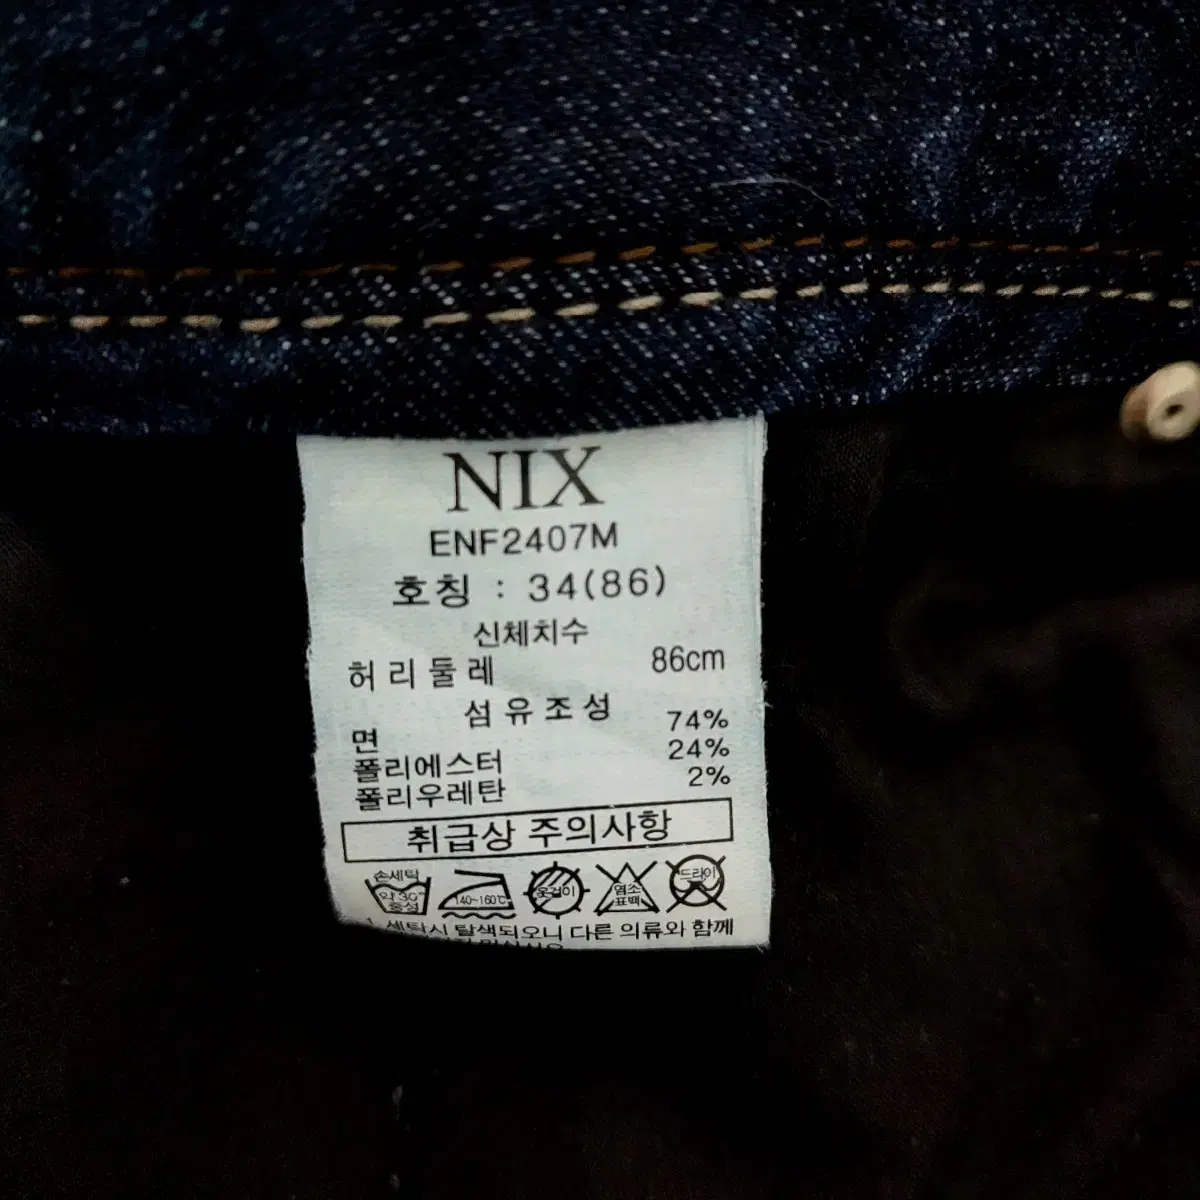 NIX
ENF2407M
호칭 : 34(86)
신체치수
허리둘레 86cm
섬유조성
면 74%
폴리에스터 24%
폴리우레탄 2%
취급상 주의사항
손세탁
약 30°
중성
140~160℃
옷걸이
염소
표백
드라이
1. 세탁시 탈색되오니 다른 의류와 함께